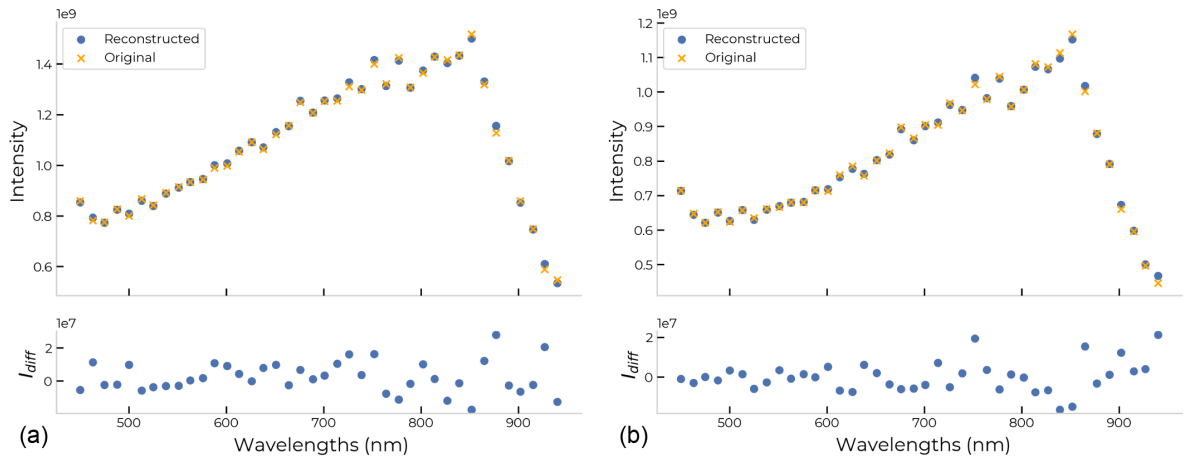 1e9
Reconstructed
Original
1.4
1.2
1.0
0.8
0.6
Intensity
1e7
2
0
I_diff
500
600
700
800
900
Wavelengths (nm)
(a)
1e9
Reconstructed
Original
1.2
1.1
1.0
0.9
0.8
0.7
0.6
0.5
Intensity
1e7
2
0
I_diff
500
600
700
800
900
Wavelengths (nm)
(b)